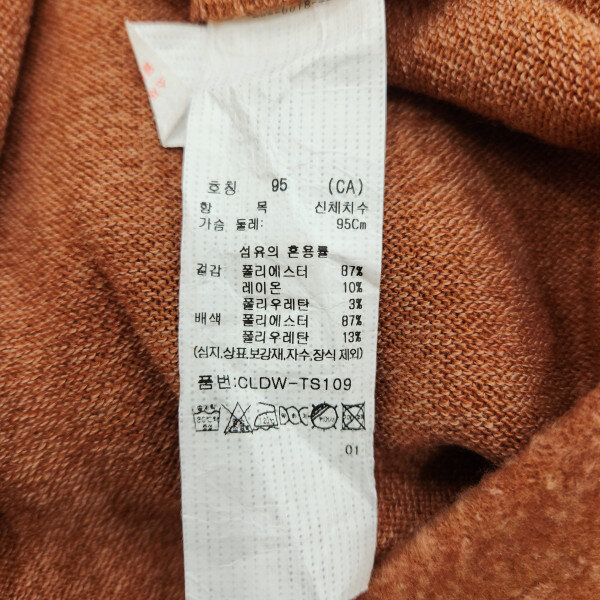 호칭 95 (CA)
항 목 신체치수
가슴 둘레: 95Cm
섬유의 혼용률
겉감 폴리에스터 87%
레이온 10%
폴리우레탄 3%
배색 폴리에스터 87%
폴리우레탄 13%
(심지,상표,보강재,자수,장식 제외)
품번:CLDW-TS109
01